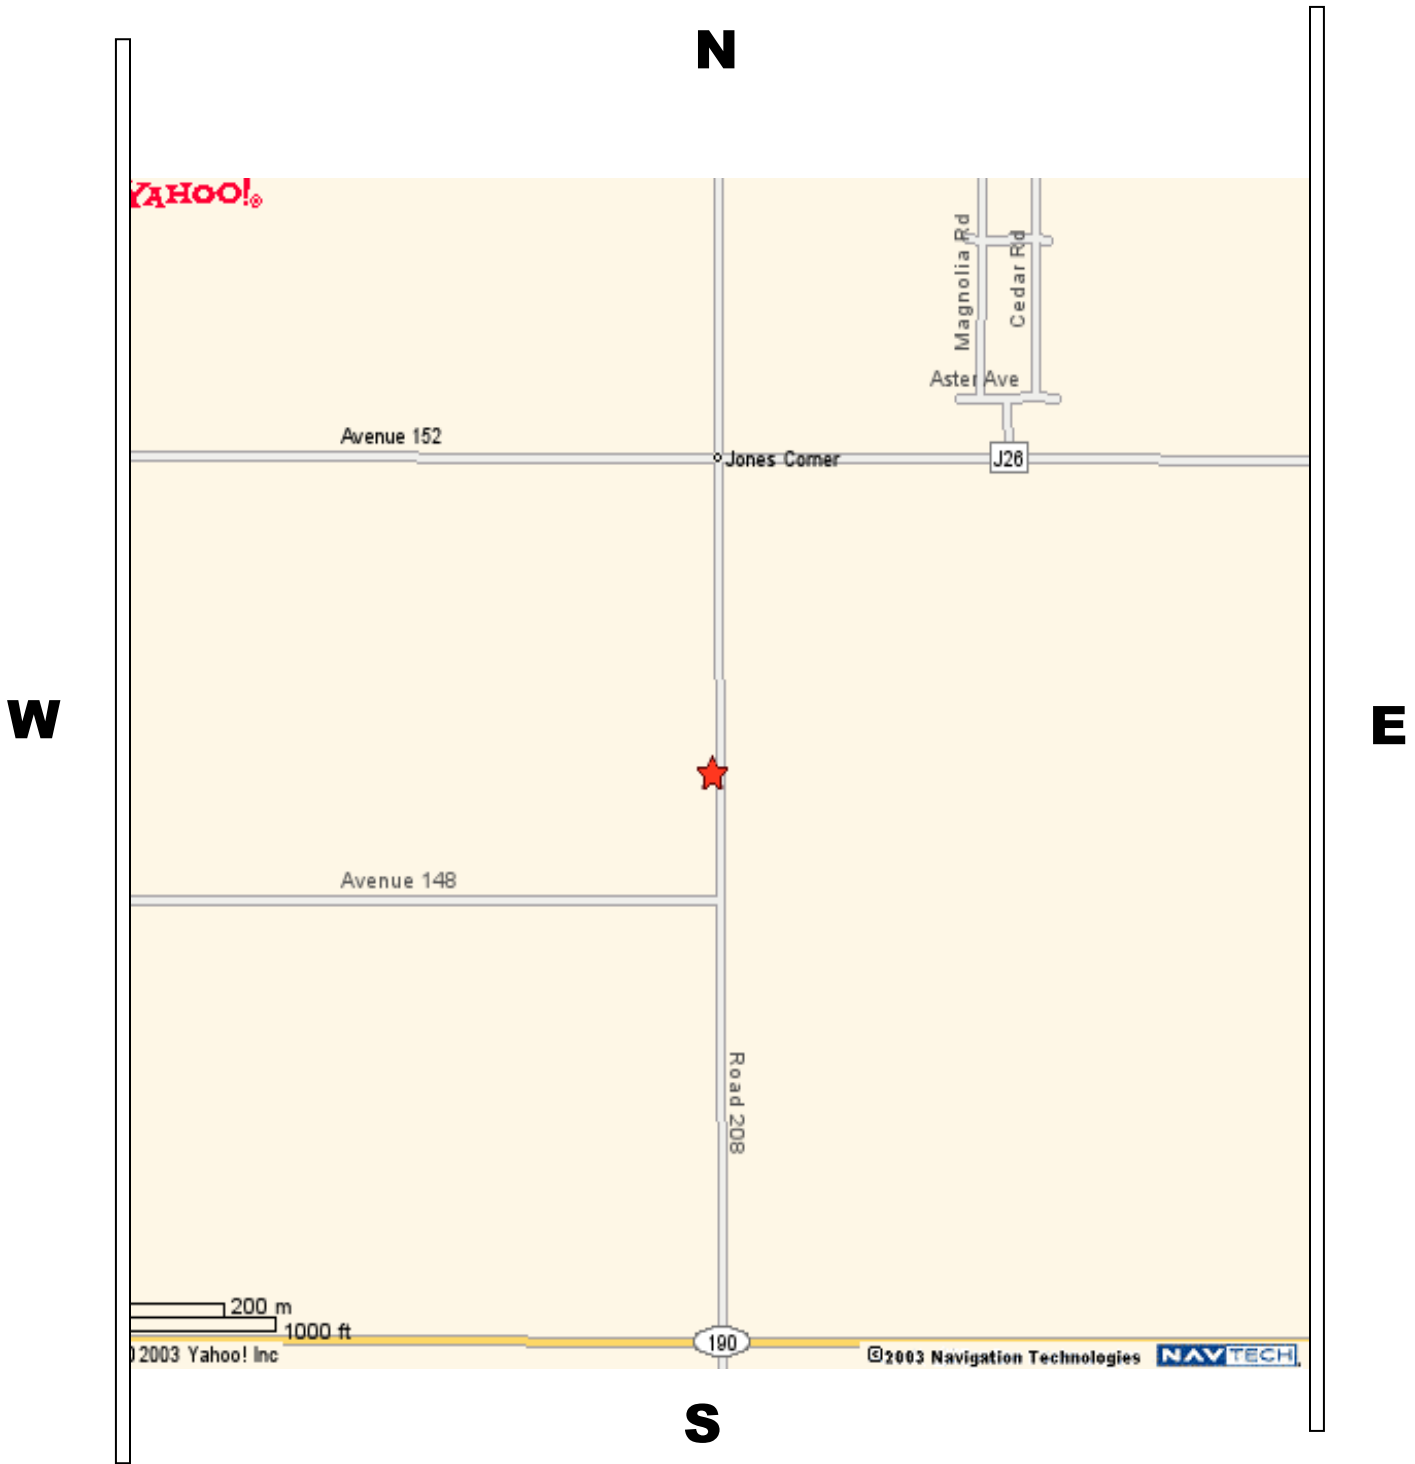 N
YAHOO!®
Magnolia Rd
Cedar Rd
Aster Ave
Avenue 152
Jones Corner
J26
W
E
Avenue 148
Road 208
200 m
1000 ft
190
2003 Yahoo! Inc
©2003 Navigation Technologies
NAVTECH
S